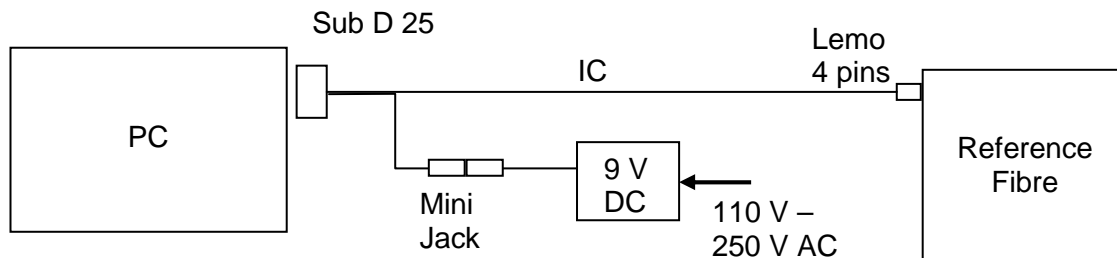 Sub D 25
Lemo
4 pins
IC
PC
Reference
Fibre
9 V
DC
Mini
Jack
110 V –
250 V AC